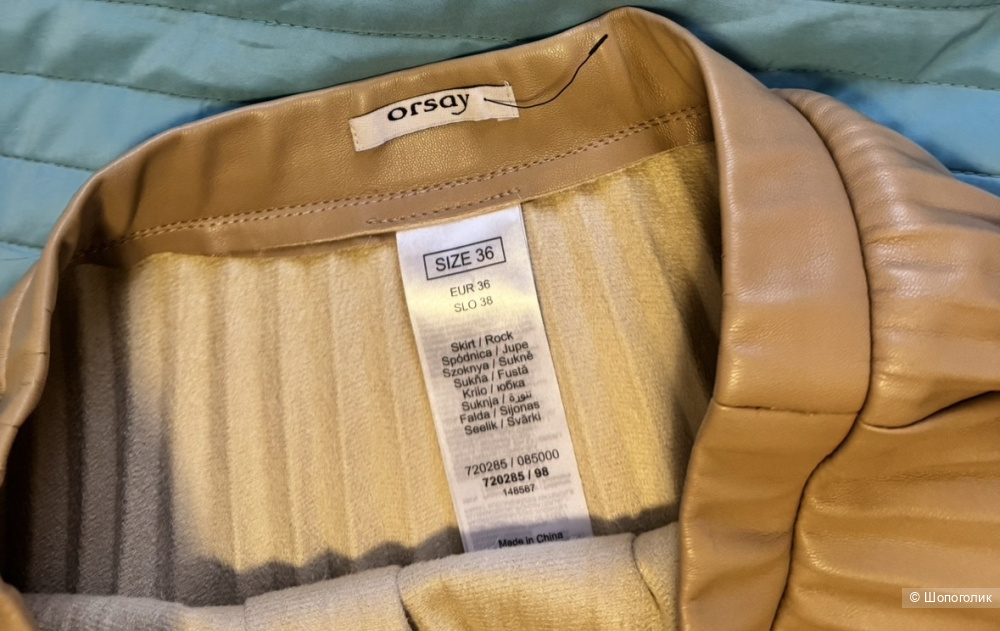 orsay
SIZE 36
EUR 36
SLO 38
Skirt / Rock
Spódnica / Jupe
Szoknya / Sukně
Sukňa / Fustă
Krilo / юбка
Suknja / تنورة
Falda / Sijonas
Seelik / Svārki
720285 / 085000
720285 / 98
148587
Made in China
© Шопоголик